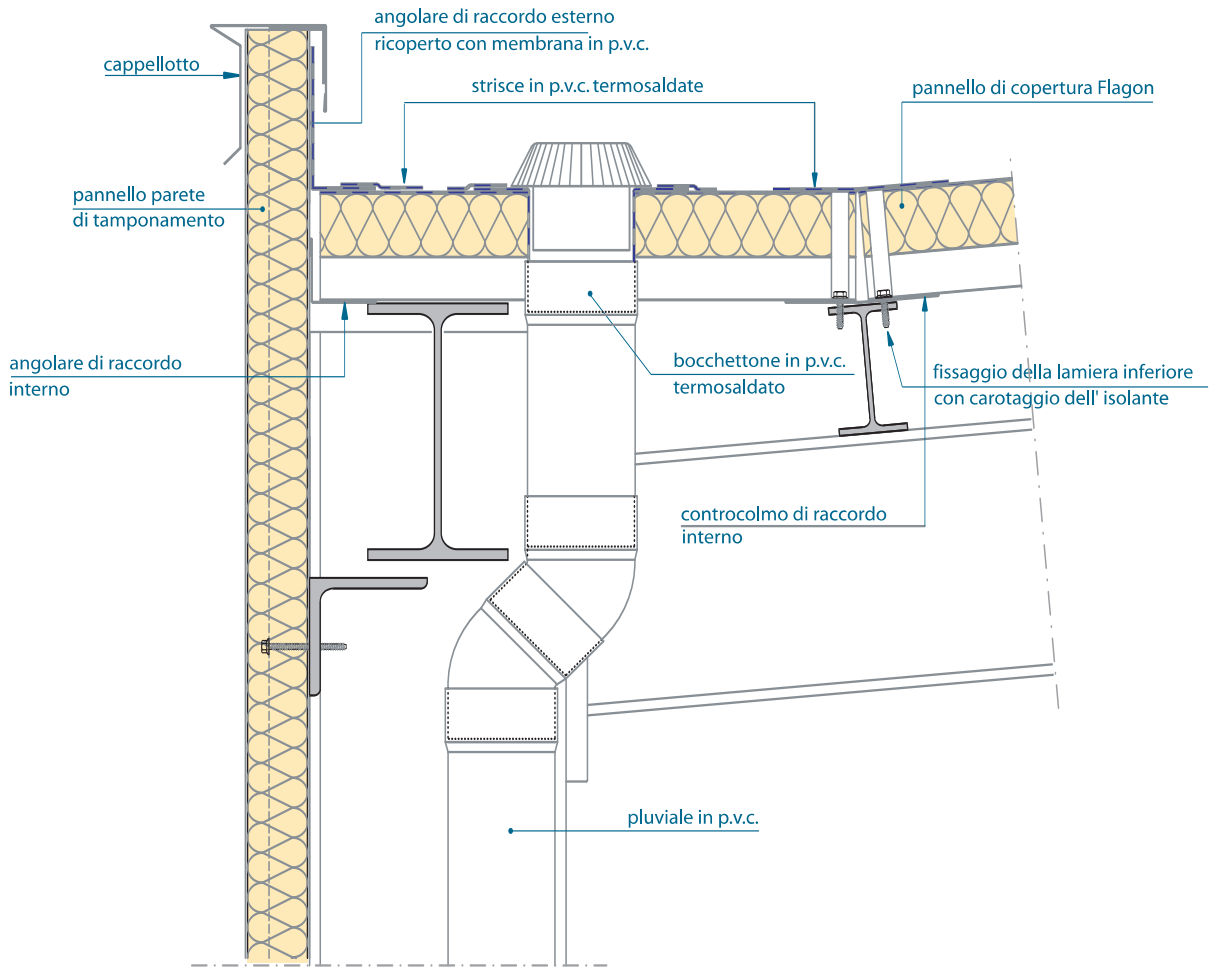 angolare di raccordo esterno
ricoperto con membrana in p.v.c.
cappellotto
strisce in p.v.c. termosaldate
pannello di copertura Flagon
pannello parete
di tamponamento
angolare di raccordo
interno
bocchettone in p.v.c.
termosaldato
fissaggio della lamiera inferiore
con carotaggio dell' isolante
controcolmo di raccordo
interno
pluviale in p.v.c.